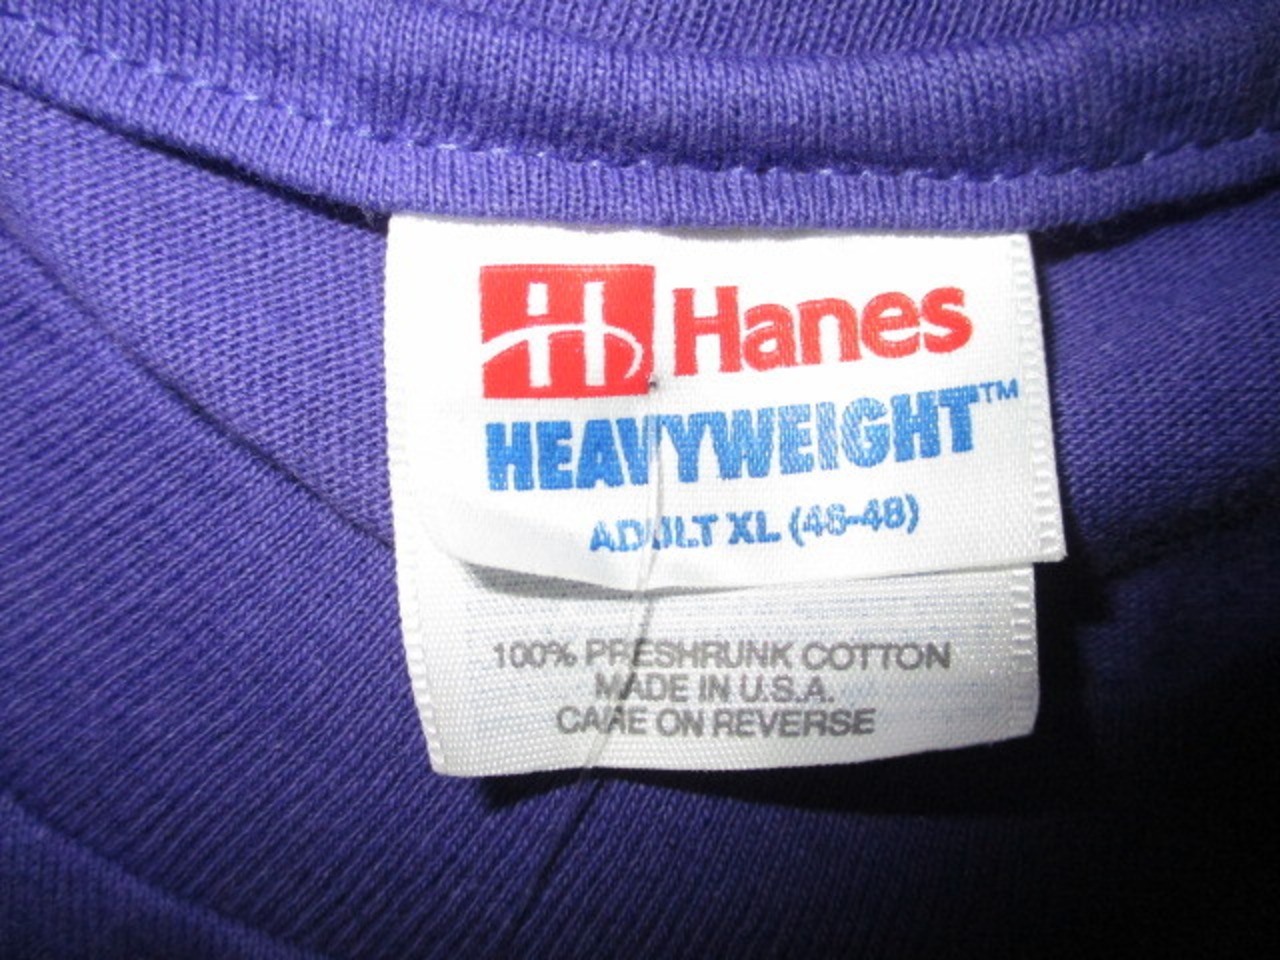 H Hanes
HEAVYWEIGHT™
ADULT XL (46-48)
100% PRESHRUNK COTTON
MADE IN U.S.A.
CARE ON REVERSE